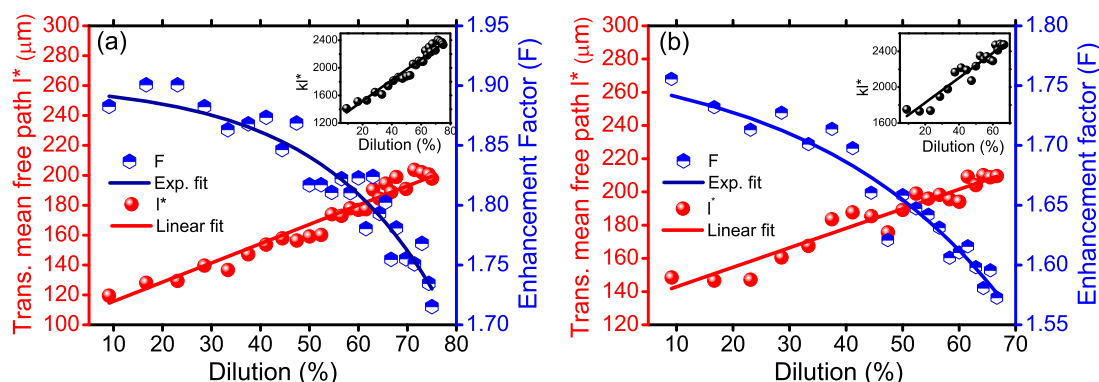 (a)
Trans. mean free path l* (μm)
300
280
260
240
220
200
180
160
140
120
100
10 20 30 40 50 60 70 80
Dilution (%)
1.95
1.90
1.85
1.80
1.75
1.70
Enhancement Factor (F)
F
Exp. fit
l*
Linear fit
kl*
2400
2000
1600
1200
20 40 60 80
Dilution (%)
(b)
Trans. mean free path l* (μm)
300
280
260
240
220
200
180
160
140
120
0 10 20 30 40 50 60 70
Dilution (%)
1.80
1.75
1.70
1.65
1.60
1.55
Enhancement factor (F)
F
Exp. fit
l*
Linear fit
kl*
2400
2000
1600
20 40 60
Dilution (%)